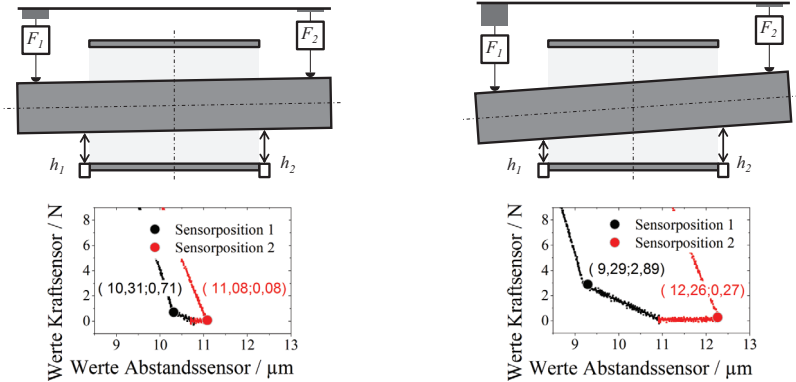 F1
F2
h1
h2
F1
F2
h1
h2
Werte Kraftsensor / N
8
6
4
2
0
Sensorposition 1
Sensorposition 2
( 10,31;0,71)
( 11,08;0,08)
9 10 11 12 13
Werte Abstandssensor / µm
Werte Kraftsensor / N
8
6
4
2
0
Sensorposition 1
Sensorposition 2
( 9,29;2,89)
( 12,26;0,27)
9 10 11 12 13
Werte Abstandssensor / µm